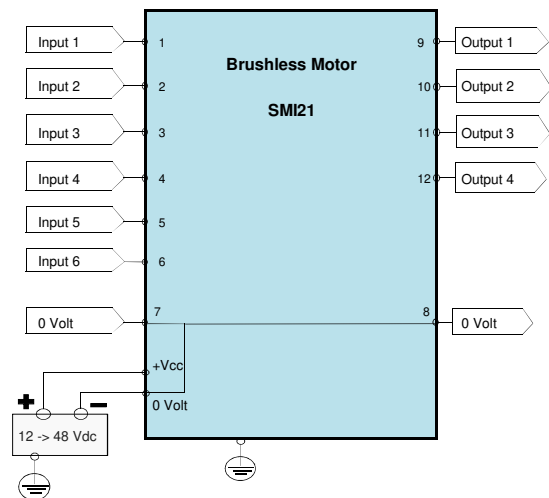 Brushless Motor
SMI21
Input 1
1
Input 2
2
Input 3
3
Input 4
4
Input 5
5
Input 6
6
0 Volt
7
9
Output 1
10
Output 2
11
Output 3
12
Output 4
8
0 Volt
+Vcc
0 Volt
+
−
12 -> 48 Vdc